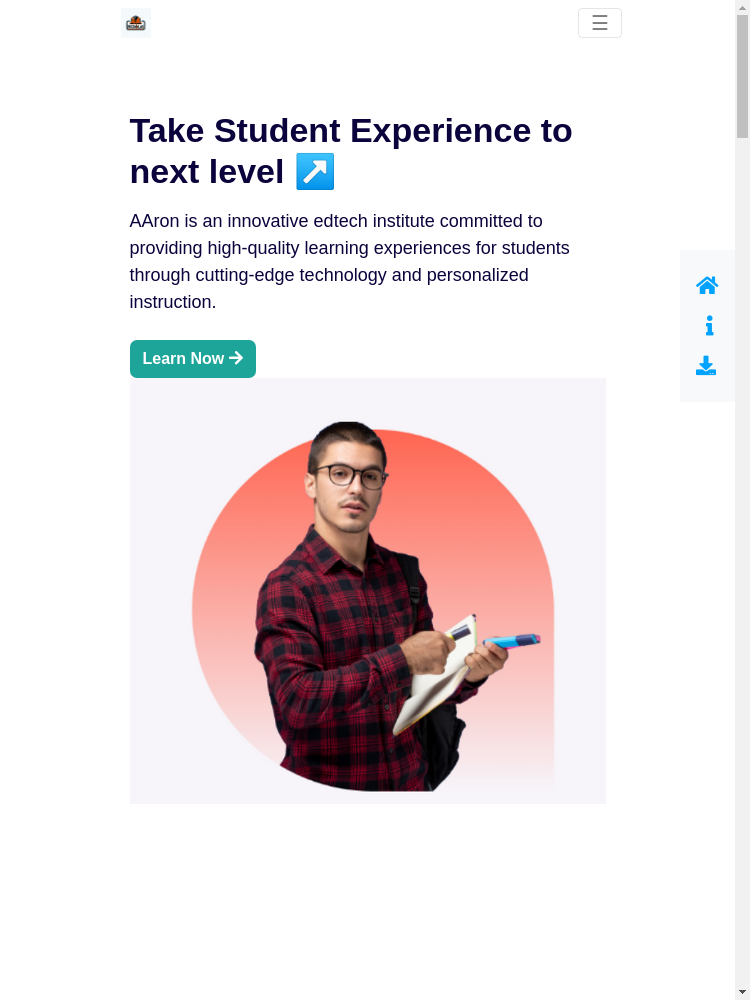 Take Student Experience to
next level ↗️
AAron is an innovative edtech institute committed to
providing high-quality learning experiences for students
through cutting-edge technology and personalized
instruction.
Learn Now →